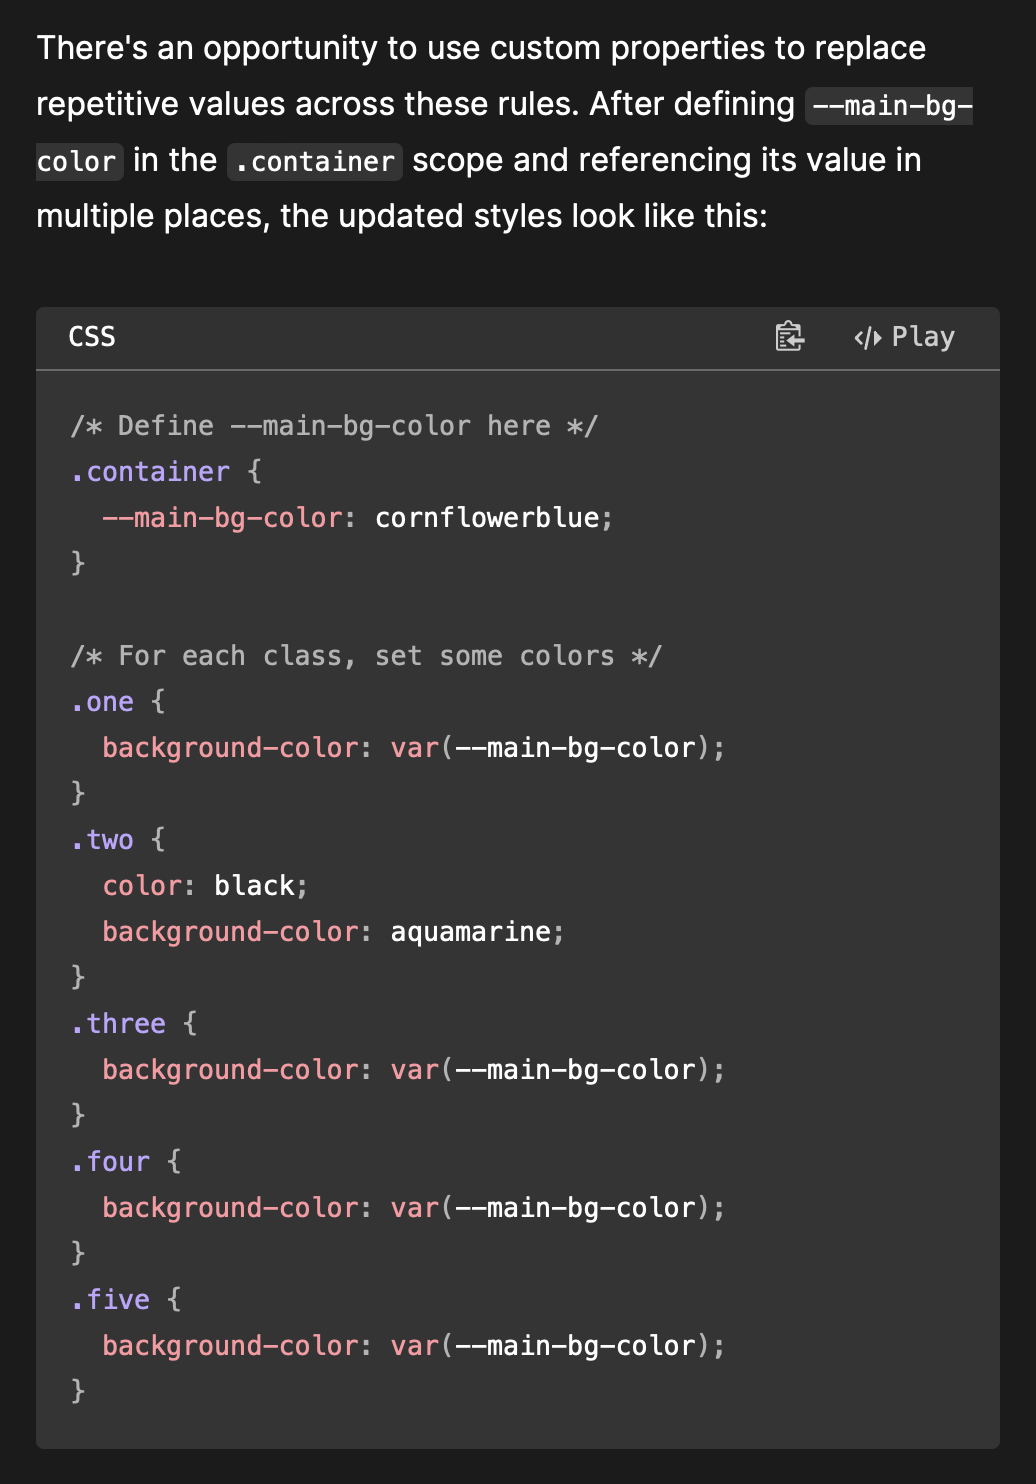 There's an opportunity to use custom properties to replace
repetitive values across these rules. After defining --main-bg-
color in the .container scope and referencing its value in
multiple places, the updated styles look like this:
CSS Play
/* Define --main-bg-color here */
.container {
  --main-bg-color: cornflowerblue;
}
/* For each class, set some colors */
.one {
  background-color: var(--main-bg-color);
}
.two {
  color: black;
  background-color: aquamarine;
}
.three {
  background-color: var(--main-bg-color);
}
.four {
  background-color: var(--main-bg-color);
}
.five {
  background-color: var(--main-bg-color);
}